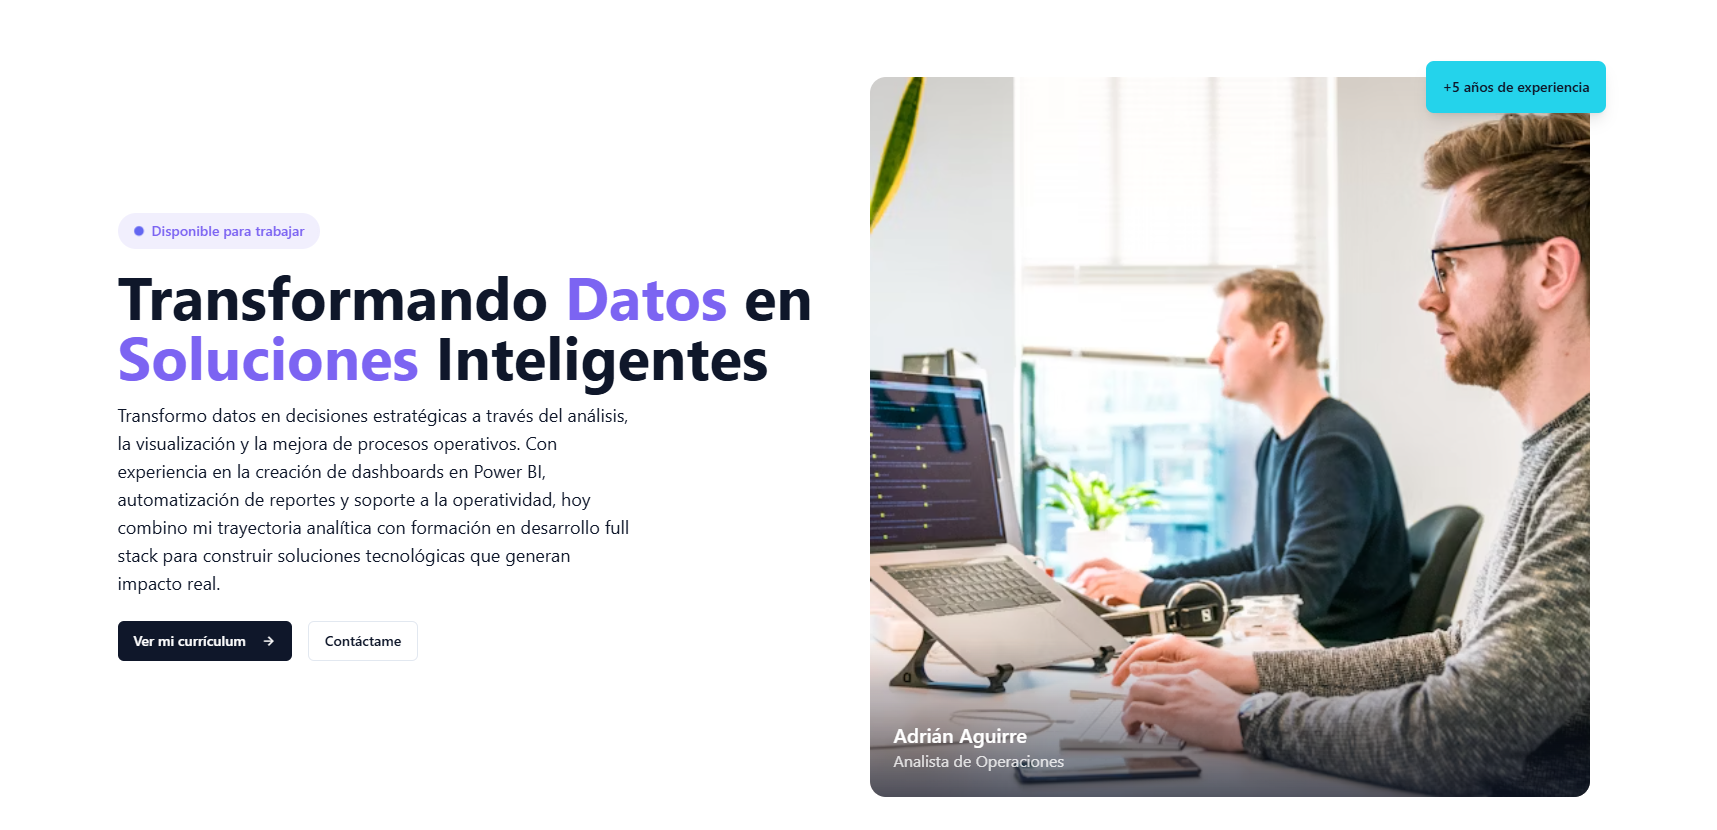 +5 años de experiencia
Disponible para trabajar
Transformando Datos en
Soluciones Inteligentes
Transformo datos en decisiones estratégicas a través del análisis,
la visualización y la mejora de procesos operativos. Con
experiencia en la creación de dashboards en Power BI,
automatización de reportes y soporte a la operatividad, hoy
combino mi trayectoria analítica con formación en desarrollo full
stack para construir soluciones tecnológicas que generan
impacto real.
Ver mi currículum →
Contáctame
Adrián Aguirre
Analista de Operaciones